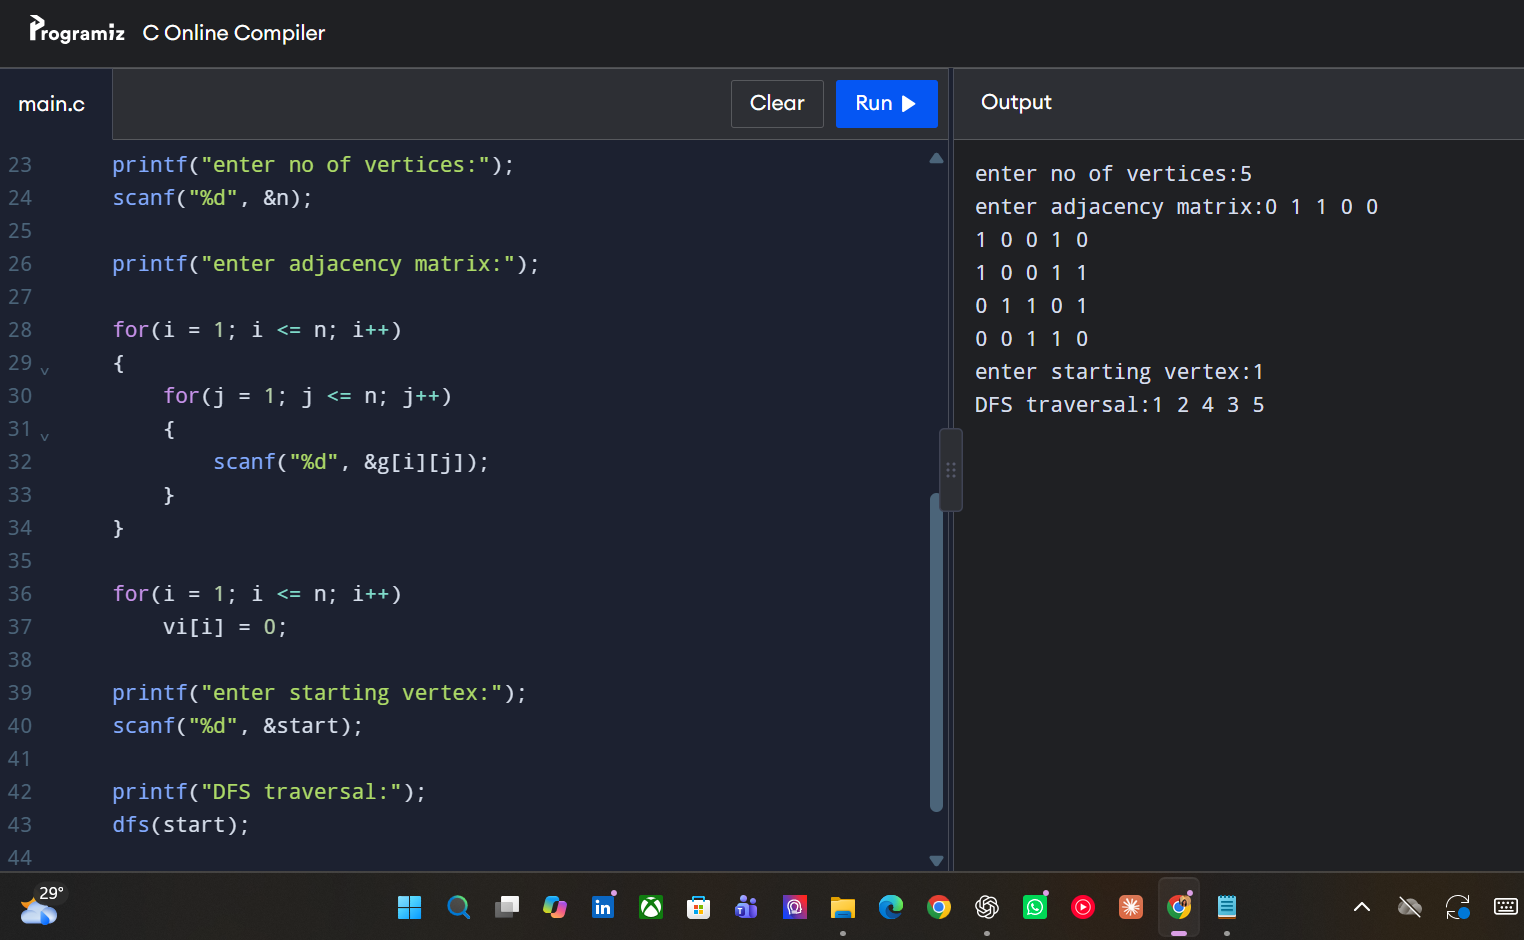 Programiz C Online Compiler
main.c
Clear
Run
Output
23 printf("enter no of vertices:");
24 scanf("%d", &n);
25
26 printf("enter adjacency matrix:");
27
28 for(i = 1; i <= n; i++)
29 {
30 for(j = 1; j <= n; j++)
31 {
32 scanf("%d", &g[i][j]);
33 }
34 }
35
36 for(i = 1; i <= n; i++)
37 vi[i] = 0;
38
39 printf("enter starting vertex:");
40 scanf("%d", &start);
41
42 printf("DFS traversal:");
43 dfs(start);
44
enter no of vertices:5
enter adjacency matrix:0 1 1 0 0
1 0 0 1 0
1 0 0 1 1
0 1 1 0 1
0 0 1 1 0
enter starting vertex:1
DFS traversal:1 2 4 3 5
29°